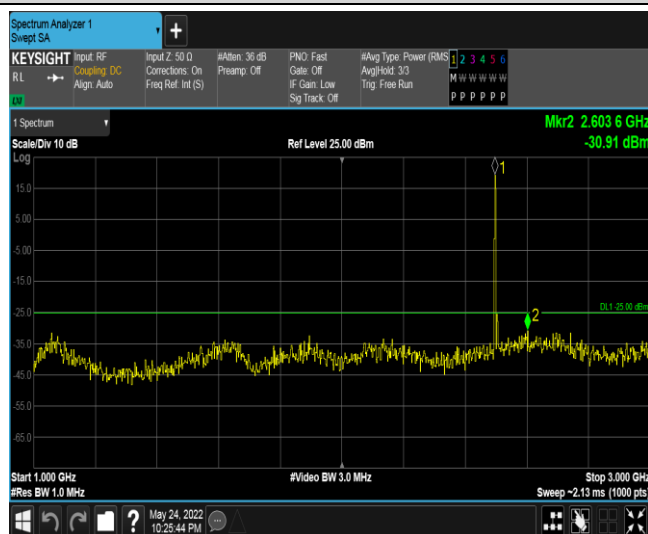 Spectrum Analyzer 1
Swept SA
+
KEYSIGHT Input: RF Input Z: 50 Ω #Atten: 36 dB PNO: Fast #Avg Type: Power (RMS 1 2 3 4 5 6
RL Coupling: DC Corrections: On Preamp: Off Gate: Off Avg|Hold: 3/3 M W W W W W
Align: Auto Freq Ref: Int (S) IF Gain: Low Trig: Free Run
Sig Track: Off P P P P P P
LXI
1 Spectrum Mkr2 2.603 6 GHz
Scale/Div 10 dB Ref Level 25.00 dBm -30.91 dBm
Log
1
15.0
5.00
-5.00
-15.0
-25.0 DL1 -25.00 dBm
2
-35.0
-45.0
-55.0
-65.0
Start 1.000 GHz #Video BW 3.0 MHz Stop 3.000 GHz
#Res BW 1.0 MHz Sweep ~2.13 ms (1000 pts)
? May 24, 2022
10:25:44 PM